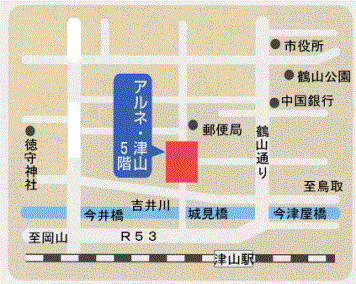 市役所
鶴山公園
中国銀行
アルネ・津山
5階
郵便局
鶴山通り
徳守神社
至鳥取
吉井川
今井橋
城見橋
今津屋橋
至岡山
R53
津山駅